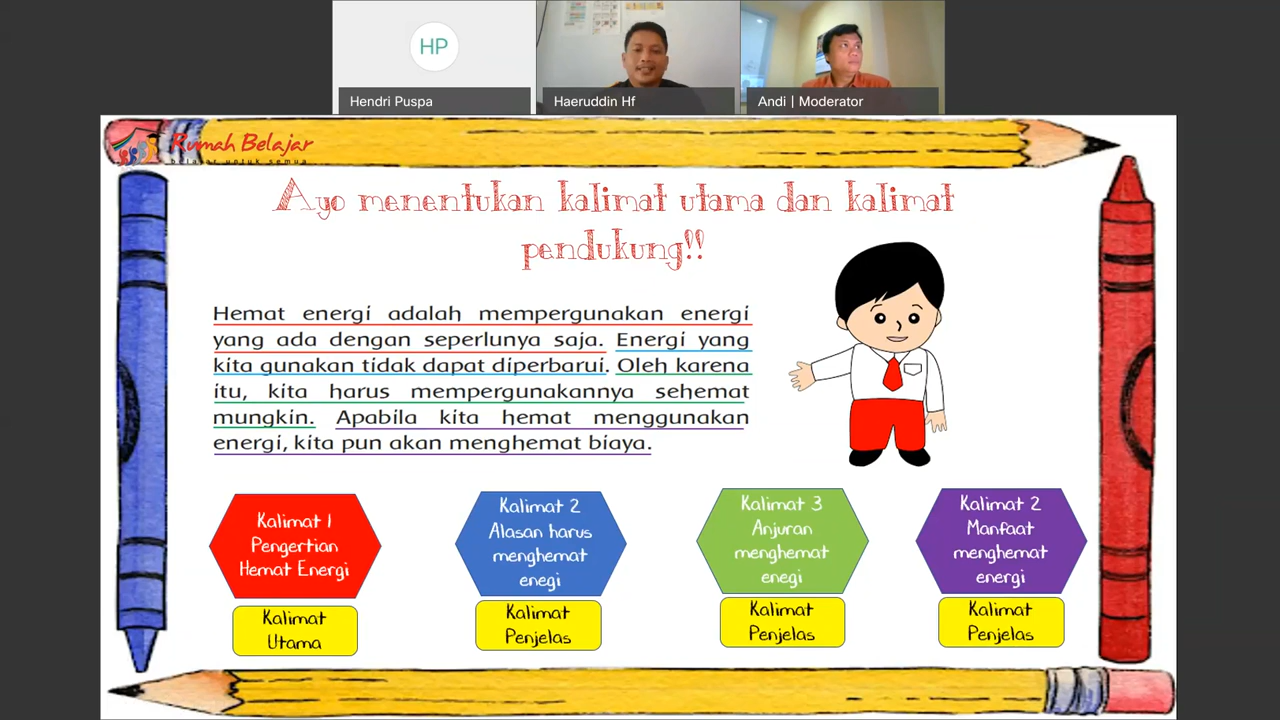 HP
Hendri Puspa
Haeruddin Hf
Andi | Moderator
Rumah Belajar
belajar untuk semua
Ayo menentukan kalimat utama dan kalimat
pendukung!!
Hemat energi adalah mempergunakan energi
yang ada dengan seperlunya saja. Energi yang
kita gunakan tidak dapat diperbarui. Oleh karena
itu, kita harus mempergunakannya sehemat
mungkin. Apabila kita hemat menggunakan
energi, kita pun akan menghemat biaya.
Kalimat 1
Pengertian
Hemat Energi
Kalimat
Utama
Kalimat 2
Alasan harus
menghemat
enegi
Kalimat
Penjelas
Kalimat 3
Anjuran
menghemat
enegi
Kalimat
Penjelas
Kalimat 2
Manfaat
menghemat
energi
Kalimat
Penjelas